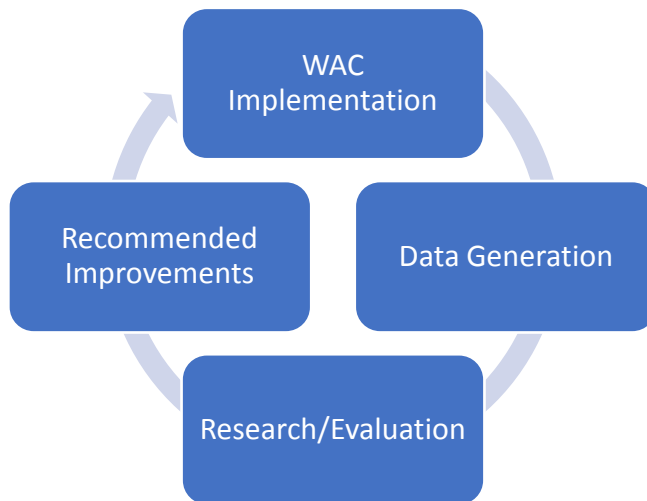 WAC
Implementation
Data Generation
Research/Evaluation
Recommended
Improvements